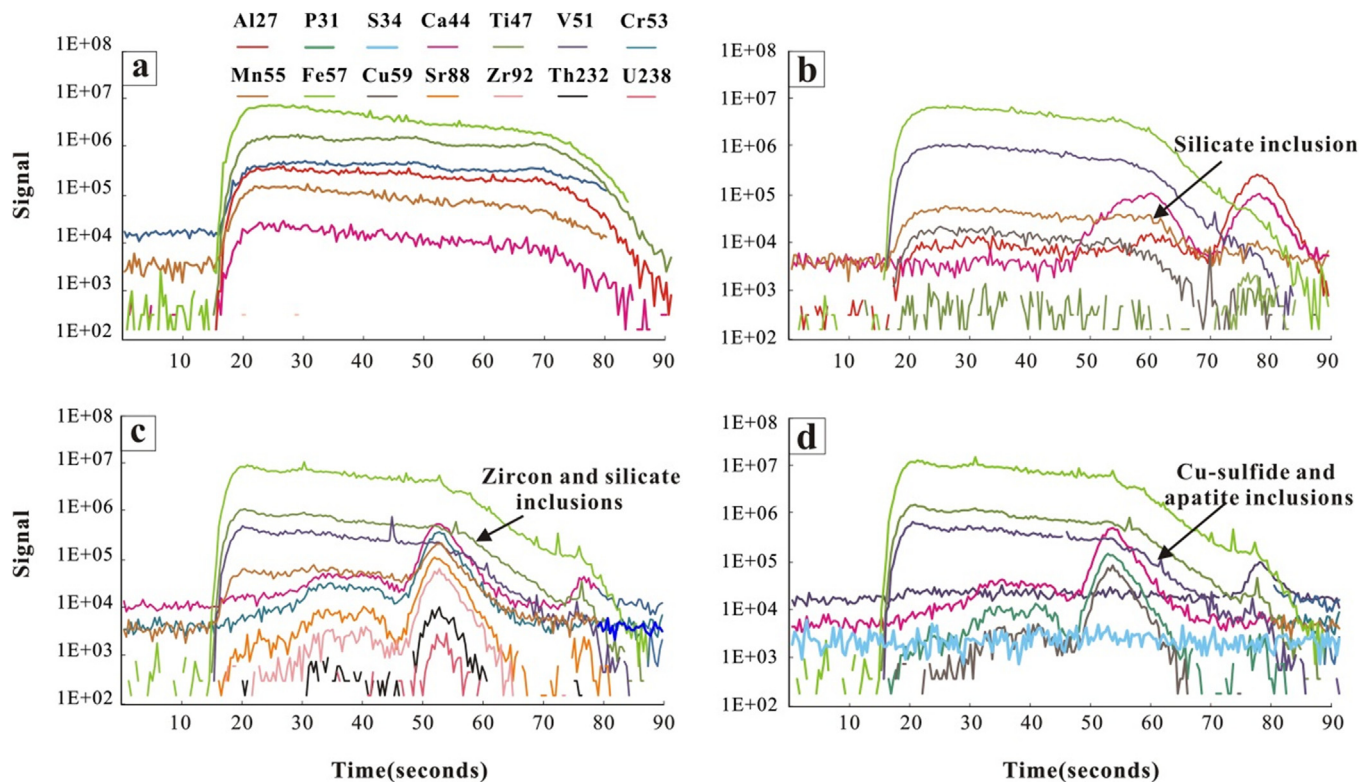 Al27 P31 S34 Ca44 Ti47 V51 Cr53
Mn55 Fe57 Cu59 Sr88 Zr92 Th232 U238
a
1E+08
1E+07
1E+06
1E+05
1E+04
1E+03
1E+02
Signal
10 20 30 40 50 60 70 80 90
b
1E+08
1E+07
1E+06
1E+05
1E+04
1E+03
1E+02
Silicate inclusion
10 20 30 40 50 60 70 80 90
c
1E+08
1E+07
1E+06
1E+05
1E+04
1E+03
1E+02
Signal
Zircon and silicate
inclusions
10 20 30 40 50 60 70 80 90
Time(seconds)
d
1E+08
1E+07
1E+06
1E+05
1E+04
1E+03
1E+02
Cu-sulfide and
apatite inclusions
10 20 30 40 50 60 70 80 90
Time(seconds)